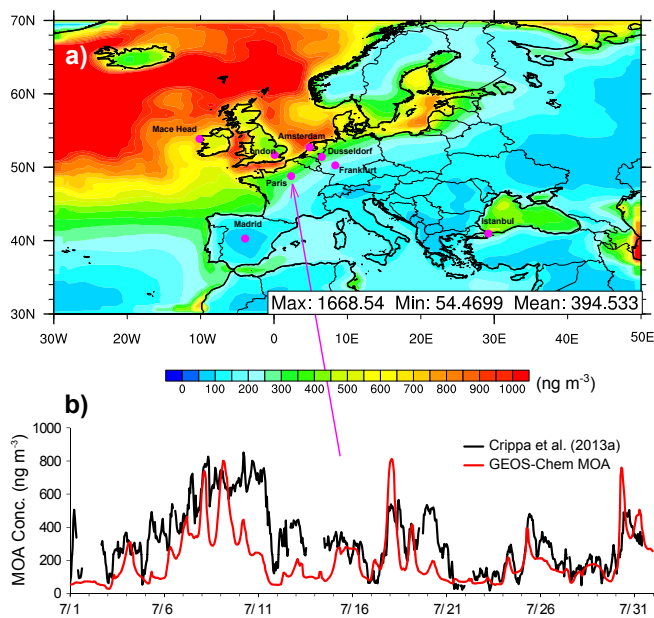 70N
a)
60N
Mace Head
Amsterdam
London
Dusseldorf
50N
Frankfurt
Paris
Madrid
Istanbul
40N
Max: 1668.54 Min: 54.4699 Mean: 394.533
30N
30W 20W 10W 0 10E 20E 30E 40E 50E
0 100 200 300 400 500 600 700 800 900 1000 (ng m-3)
b)
MOA Conc. (ng m-3)
1000
800
600
400
200
0
Crippa et al. (2013a)
GEOS-Chem MOA
7/1 7/6 7/11 7/16 7/21 7/26 7/31